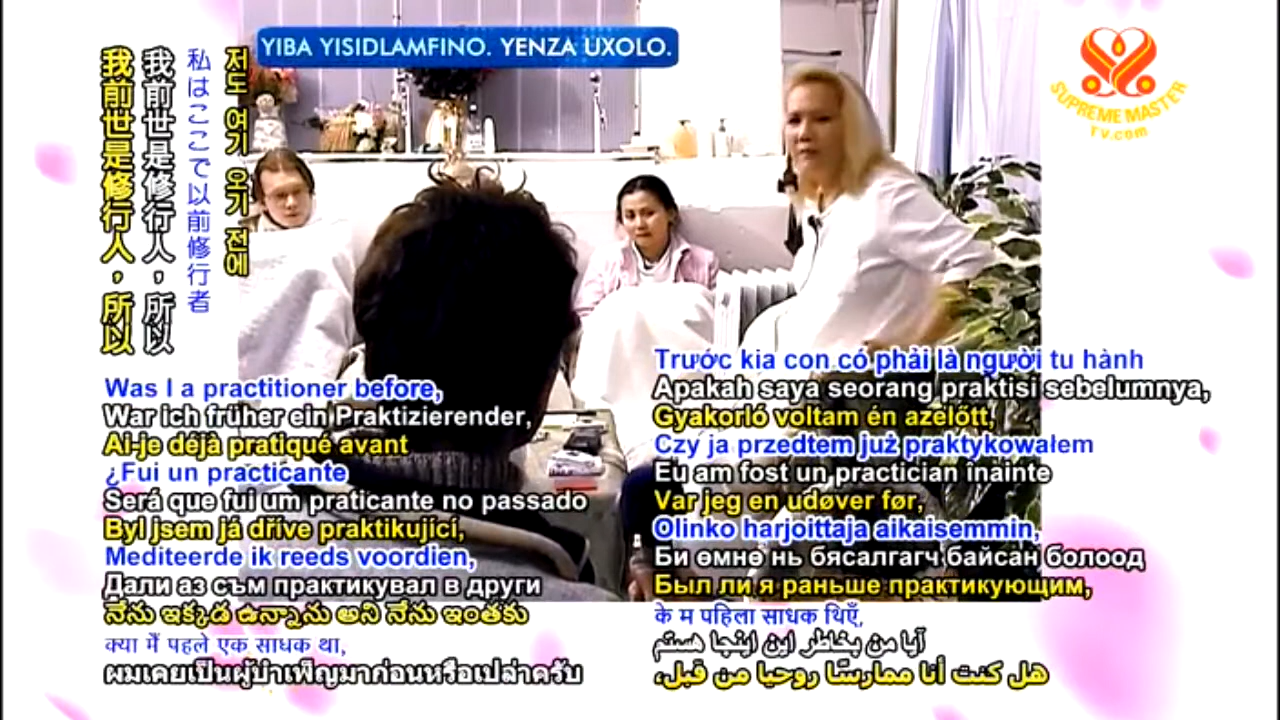 YIBA YISIDLAMFINO. YENZA UXOLO.
SUPREME MASTER
TV.com
저도 여기 오기 전에
私はここで以前修行者
我前世是修行人，所以
我前世是修行人，所以
Was I a practitioner before,
War ich früher ein Praktizierender,
Ai-je déjà pratiqué avant
¿Fui un practicante
Será que fui um praticante no passado
Byl jsem já dříve praktikující,
Mediteerde ik reeds voordien,
Дали аз съм практикувал в други
నేను ఇక్కడ ఉన్నాను అని నేను ఇంతకు
क्या मैं पहले एक साधक था,
ผมเคยเป็นผู้บำเพ็ญมาก่อนหรือเปล่าครับ
Trước kia con có phải là người tu hành
Apakah saya seorang praktisi sebelumnya,
Gyakorló voltam én azelőtt,
Czy ja przedtem już praktykowałem
Eu am fost un practician înainte
Var jeg en udøver før,
Olinko harjoittaja aikaisemmin,
Би өмнө нь бясалгагч байсан болоод
Был ли я раньше практикующим,
के म पहिला साधक थिएँ,
آیا من بخاطر این اینجا هستم
هل كنت أنا ممارسًا روحيا من قبل،